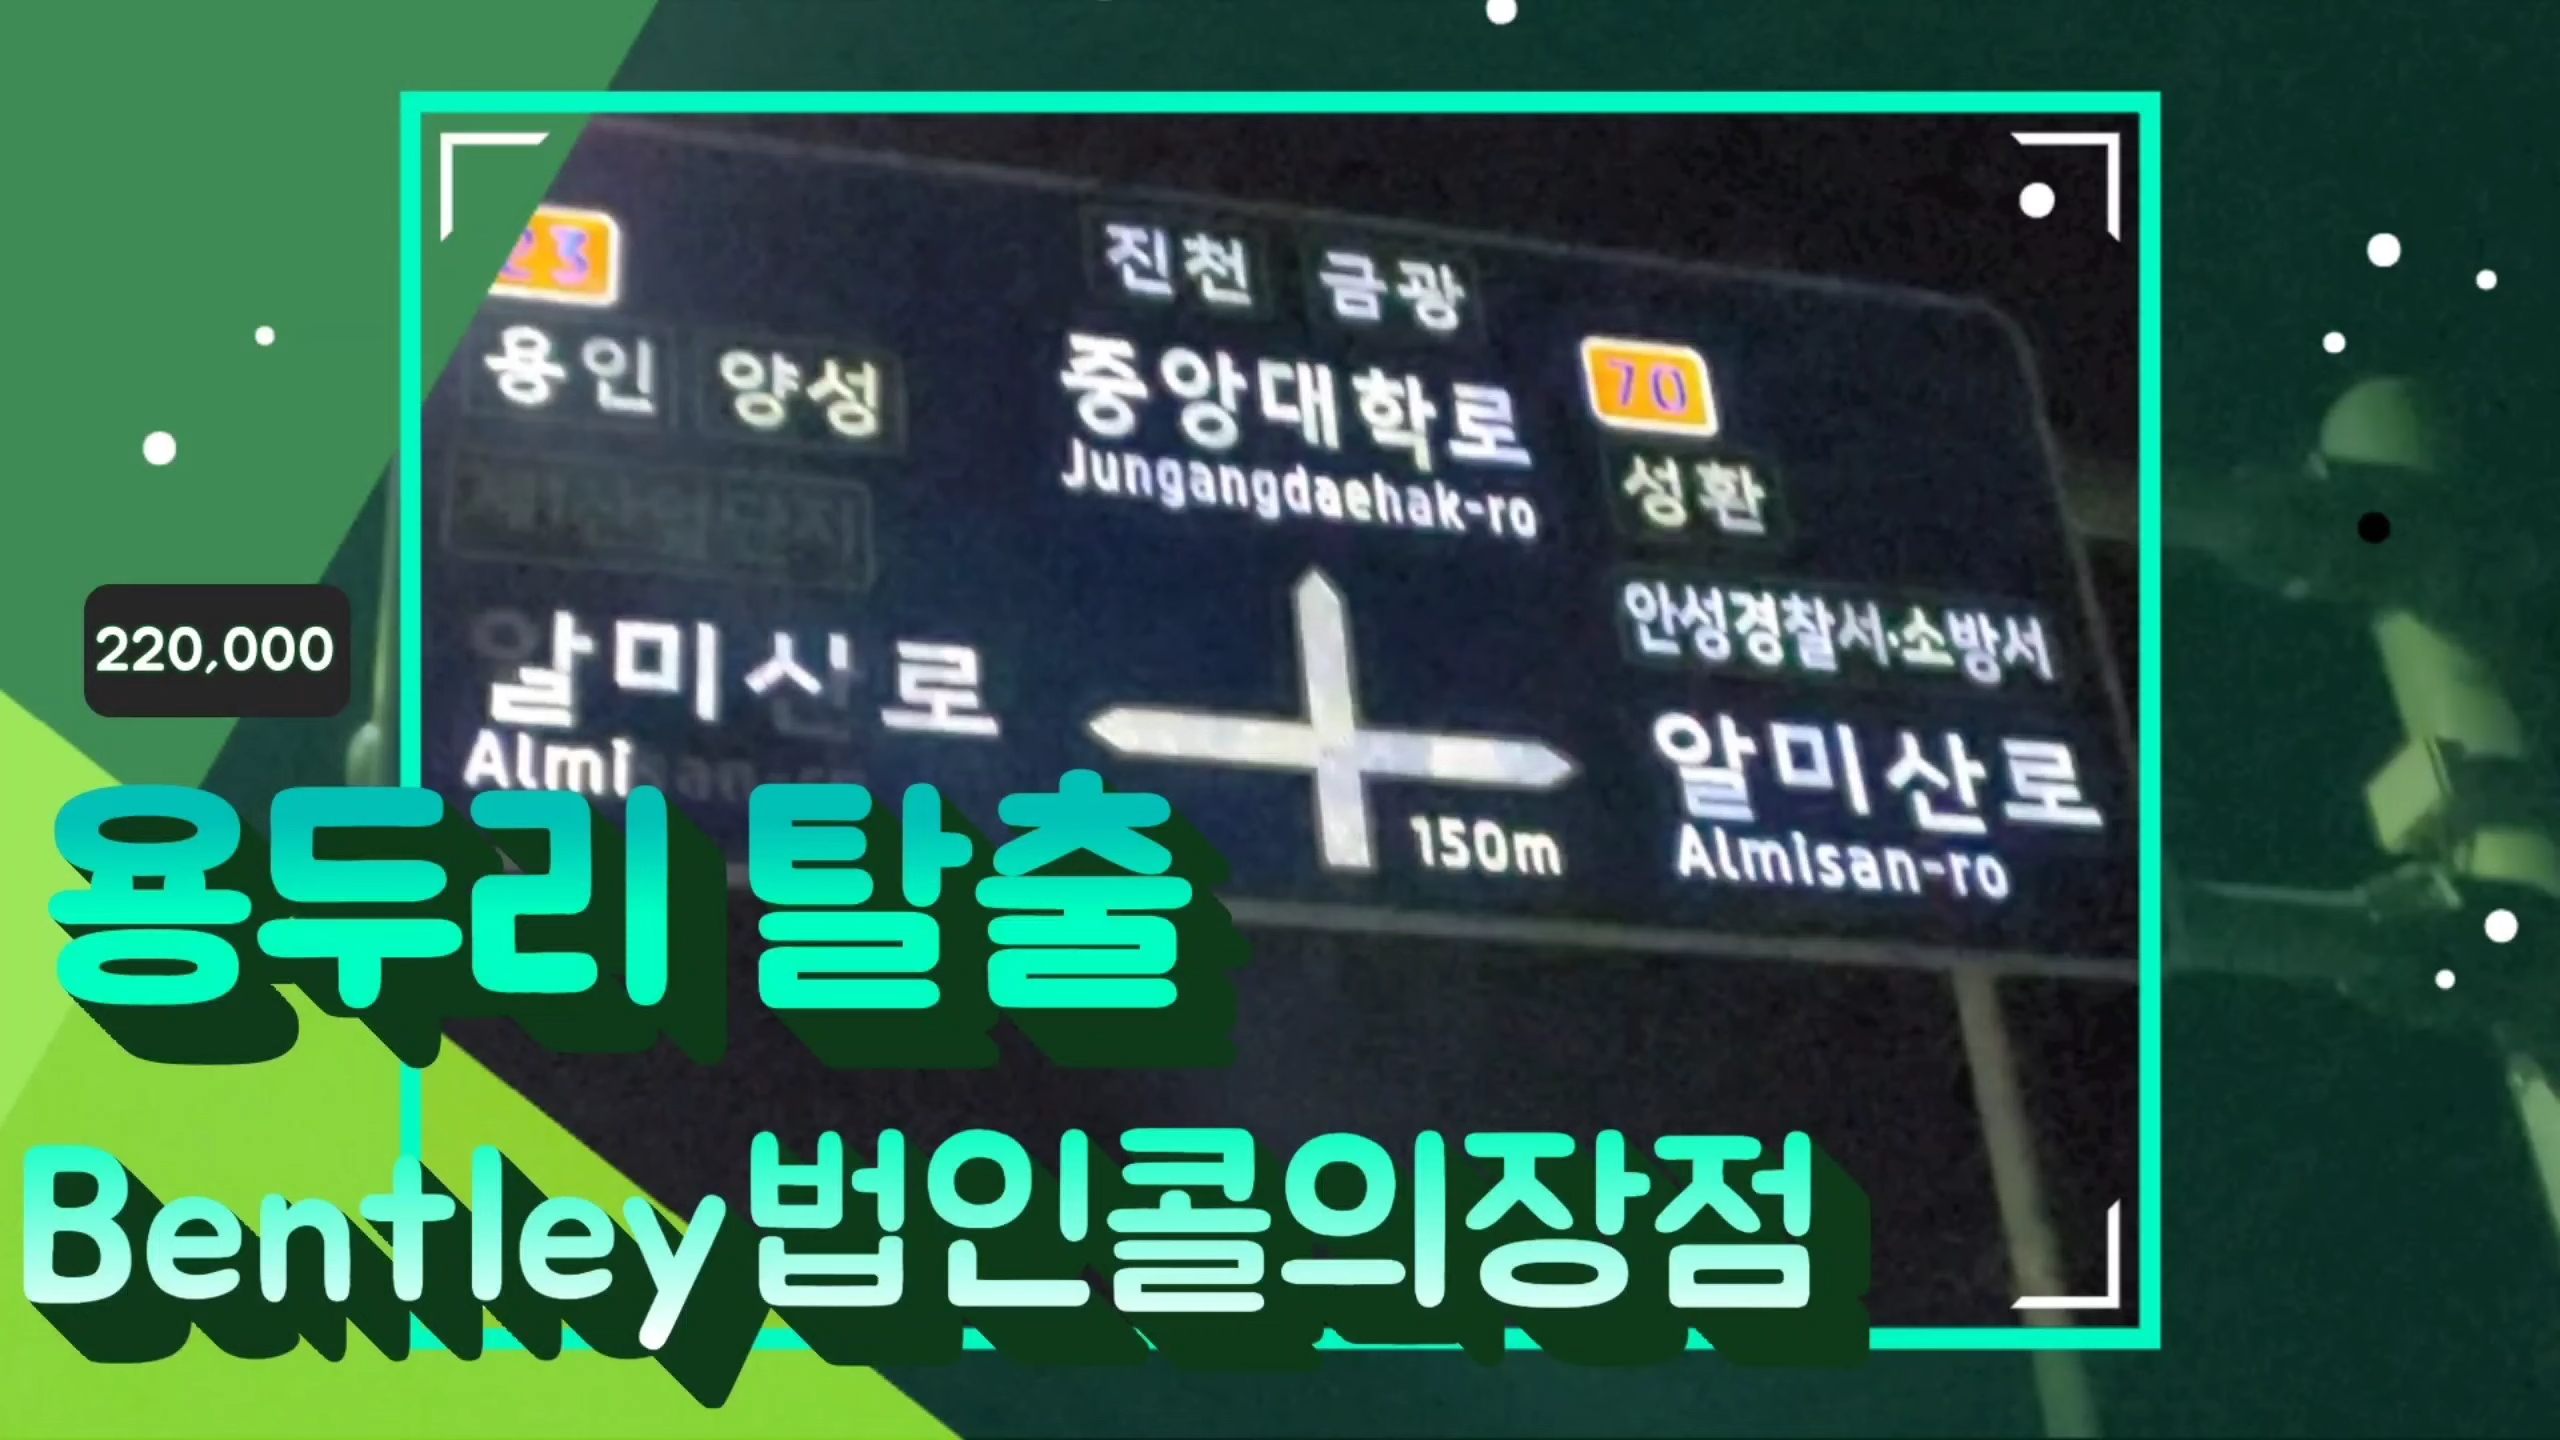 23
용인 양성
알미산로
Almi
진천 금광
중앙대학로
Jungangdaehak-ro
150m
70
성환
안성경찰서·소방서
알미산로
Almisan-ro
220,000
용두리 탈출
Bentley법인콜의장점